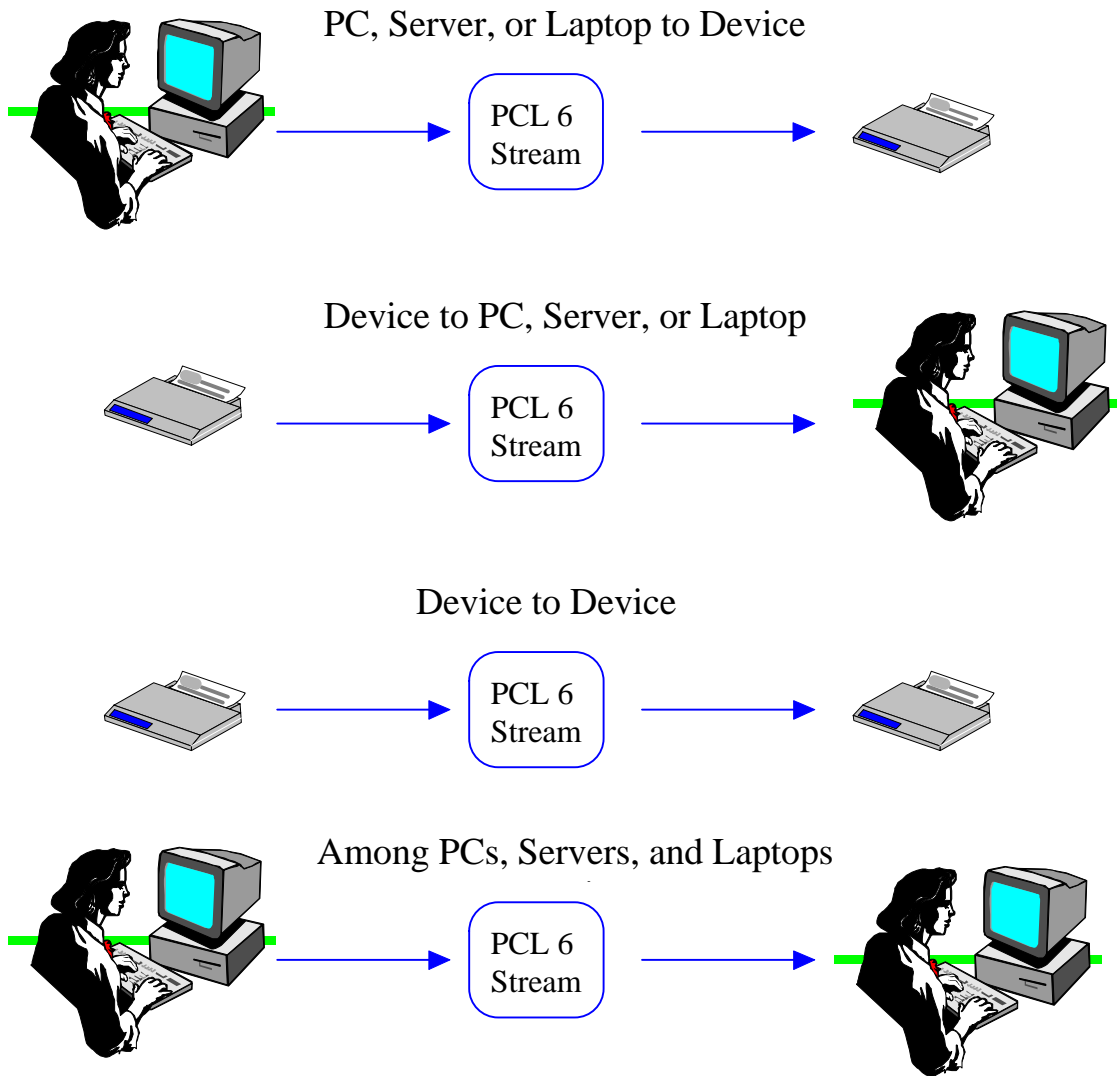 PC, Server, or Laptop to Device
PCL 6
Stream
Device to PC, Server, or Laptop
PCL 6
Stream
Device to Device
PCL 6
Stream
Among PCs, Servers, and Laptops
PCL 6
Stream